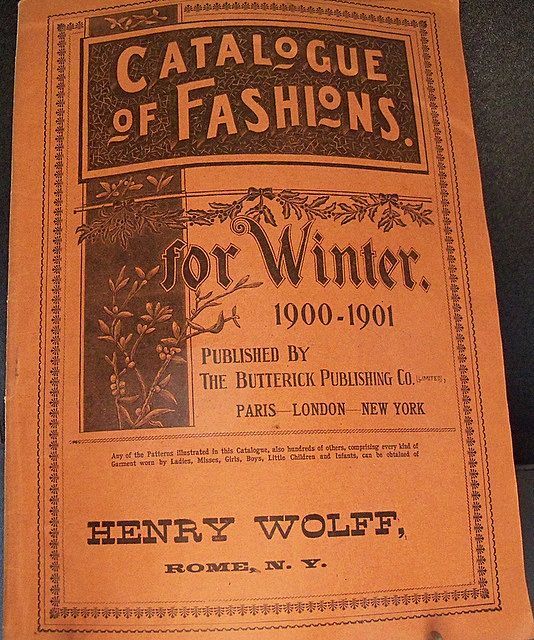 CATALOGUE
OF FASHIONS.
for Winter.
1900-1901
PUBLISHED BY
THE BUTTERICK PUBLISHING CO. (LIMITED),
PARIS—LONDON—NEW YORK
Any of the Patterns illustrated in this Catalogue, also hundreds of others, comprising every kind of
Garment worn by Ladies, Misses, Girls, Boys, Little Children and Infants, can be obtained of
HENRY WOLFF,
ROME, N. Y.